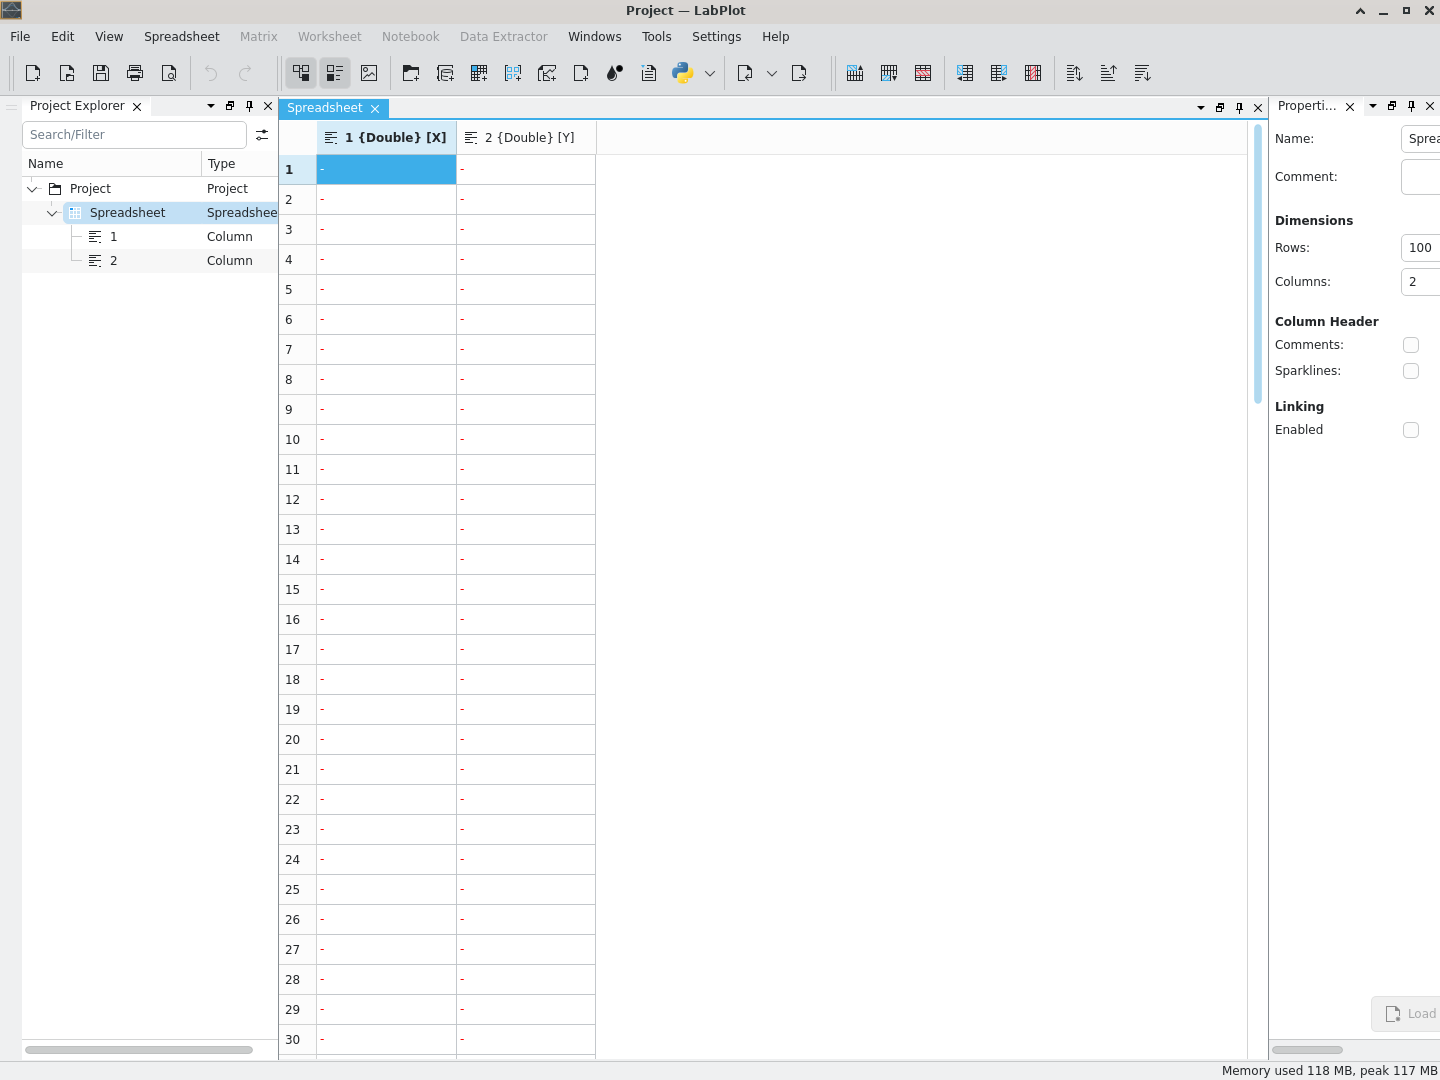 Project — LabPlot
File Edit View Spreadsheet Matrix Worksheet Notebook Data Extractor Windows Tools Settings Help
Project Explorer
Search/Filter
Name Type
Project Project
Spreadsheet Spreadshee
1 Column
2 Column
Spreadsheet
1 {Double} [X] 2 {Double} [Y]
1 - -
2 - -
3 - -
4 - -
5 - -
6 - -
7 - -
8 - -
9 - -
10 - -
11 - -
12 - -
13 - -
14 - -
15 - -
16 - -
17 - -
18 - -
19 - -
20 - -
21 - -
22 - -
23 - -
24 - -
25 - -
26 - -
27 - -
28 - -
29 - -
30 - -
Properti...
Name: Sprea
Comment:
Dimensions
Rows: 100
Columns: 2
Column Header
Comments:
Sparklines:
Linking
Enabled
Load
Memory used 118 MB, peak 117 MB